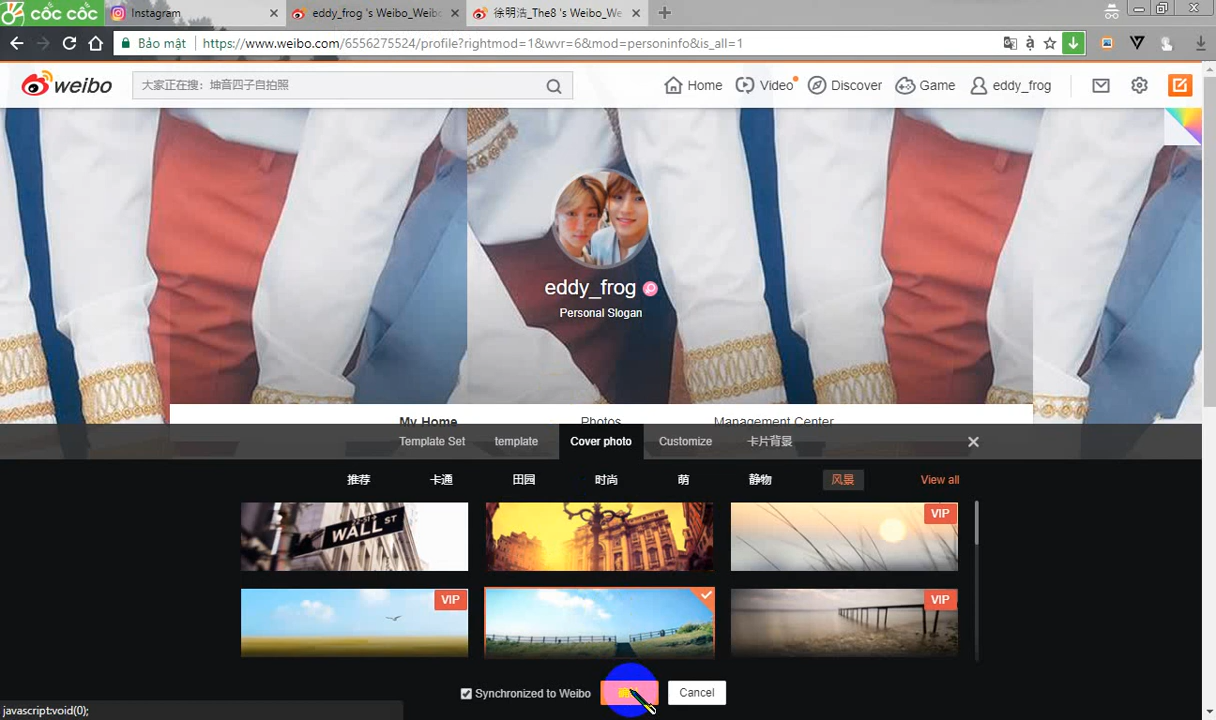 cốc cốc
Instagram
eddy_frog 's Weibo_Weibo
徐明浩_The8 's Weibo_We
Bảo mật
https://www.weibo.com/6556275524/profile?rightmod=1&wvr=6&mod=personinfo&is_all=1
weibo
大家正在搜：坤音四子自拍照
Home
Video
Discover
Game
eddy_frog
eddy_frog
Personal Slogan
My Home
Photos
Management Center
Template Set
template
Cover photo
Customize
卡片背景
推荐
卡通
田园
时尚
萌
静物
风景
View all
WALL ST
VIP
VIP
VIP
Synchronized to Weibo
Cancel
javascript:void(0);